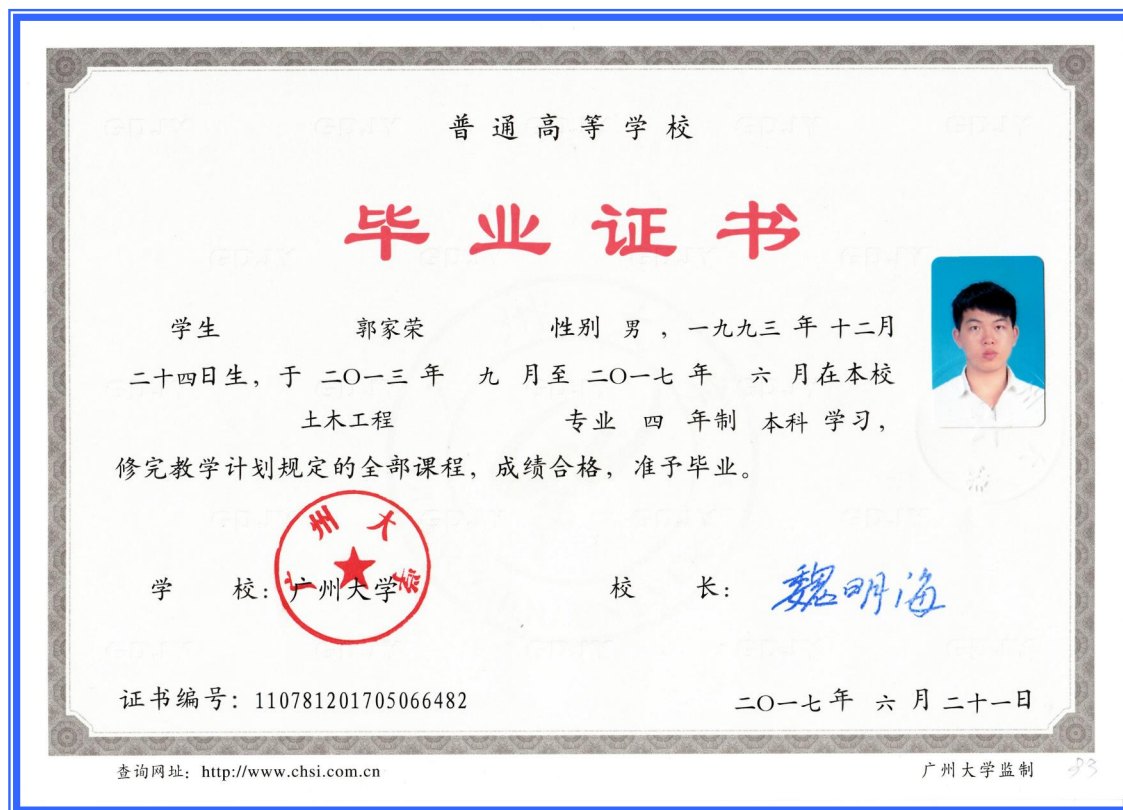 普通高等学校
毕业证书
学生 郭家荣 性别 男 ，一九九三 年 十二月
二十四日生，于 二〇一三 年 九 月至 二〇一七 年 六 月在本校
土木工程 专业 四 年制 本科 学习，
修完教学计划规定的全部课程，成绩合格，准予毕业。
广州大学
学 校：广州大学 校 长：魏明海
证书编号：110781201705066482 二〇一七 年 六 月 二十一日
查询网址：http://www.chsi.com.cn 广州大学监制 83